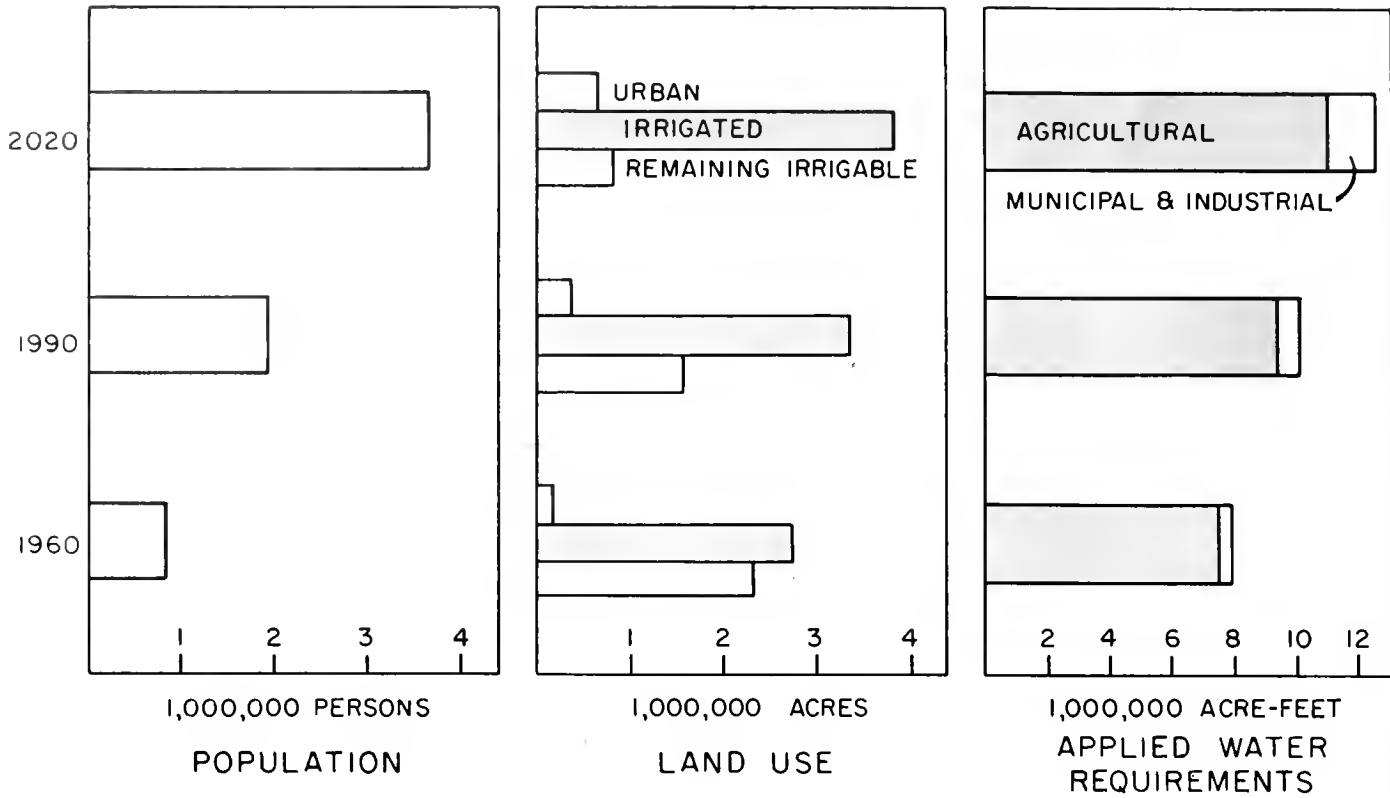 2020
1990
1960
1 2 3 4
1,000,000 PERSONS
POPULATION
URBAN
IRRIGATED
REMAINING IRRIGABLE
1 2 3 4
1,000,000 ACRES
LAND USE
AGRICULTURAL
MUNICIPAL & INDUSTRIAL
2 4 6 8 10 12
1,000,000 ACRE-FEET
APPLIED WATER
REQUIREMENTS